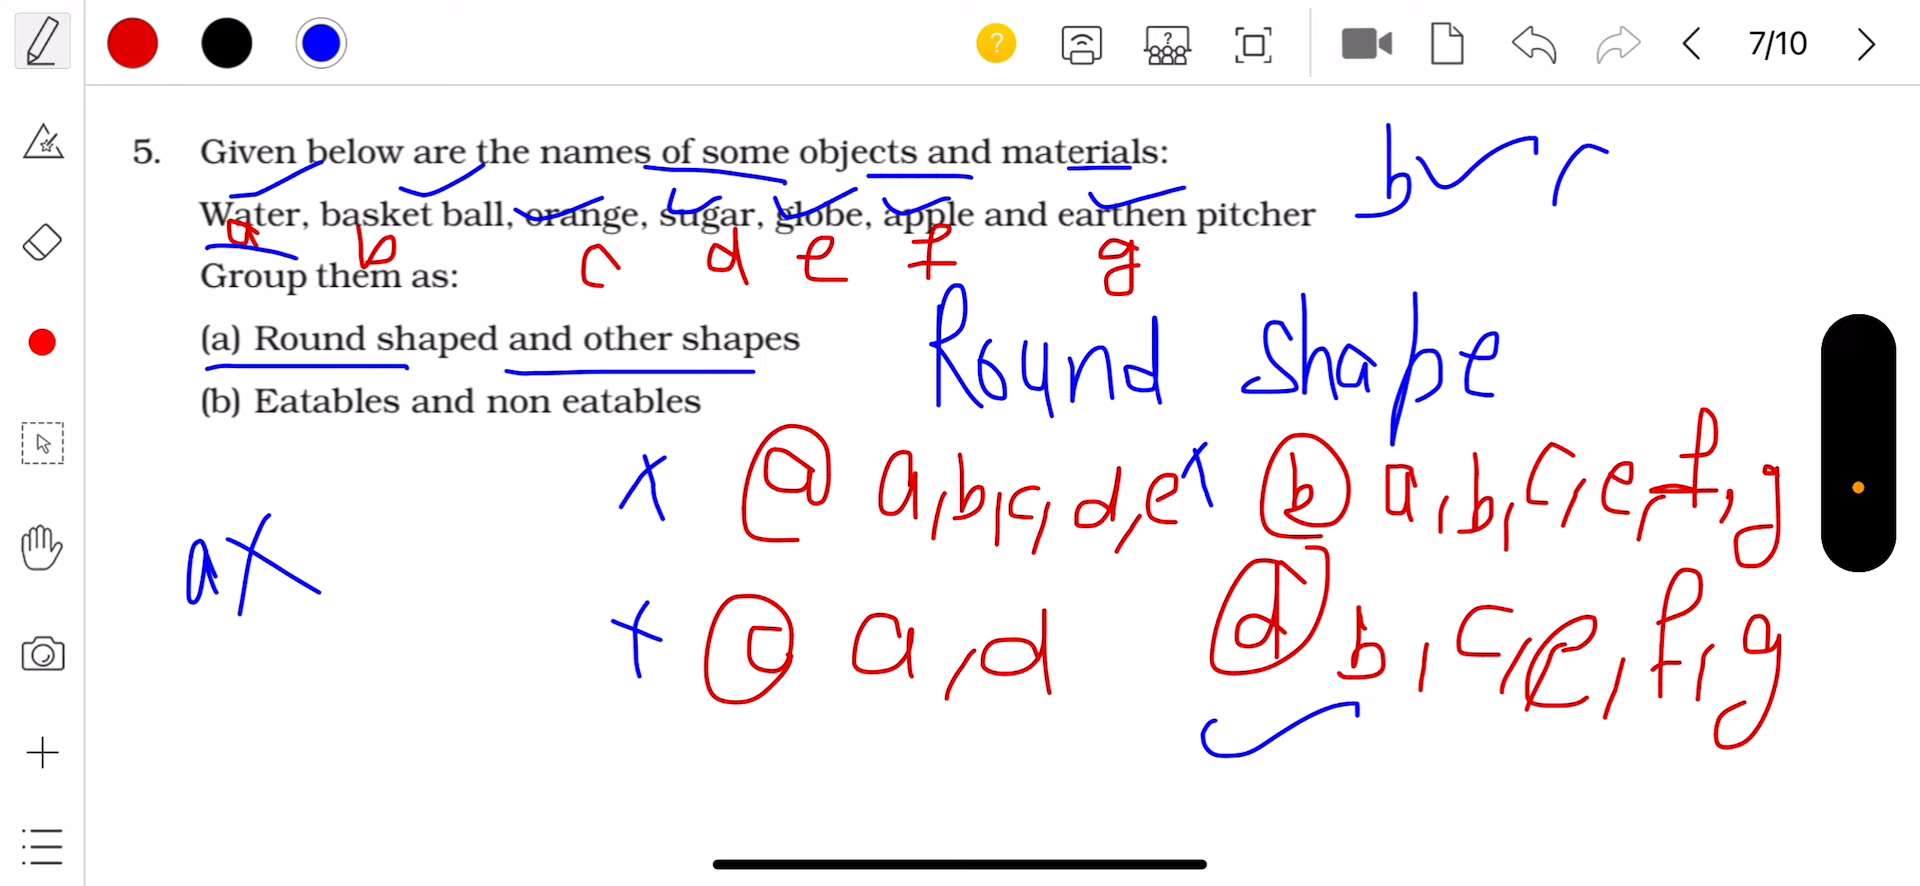 7/10
5. Given below are the names of some objects and materials:
b r
Water, basket ball, orange, sugar, globe, apple and earthen pitcher
a b c d e f g
Group them as:
(a) Round shaped and other shapes
Round shape
(b) Eatables and non eatables
x a a,b,c,d,e x b a,b,c,e,f,g
a x
x c a,d d b,c,e,f,g